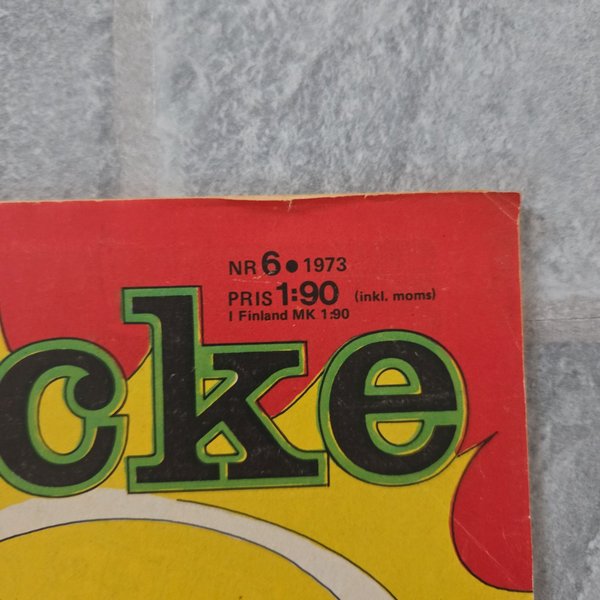 NR 6 • 1973
PRIS 1:90 (inkl. moms)
I Finland MK 1:90
cke